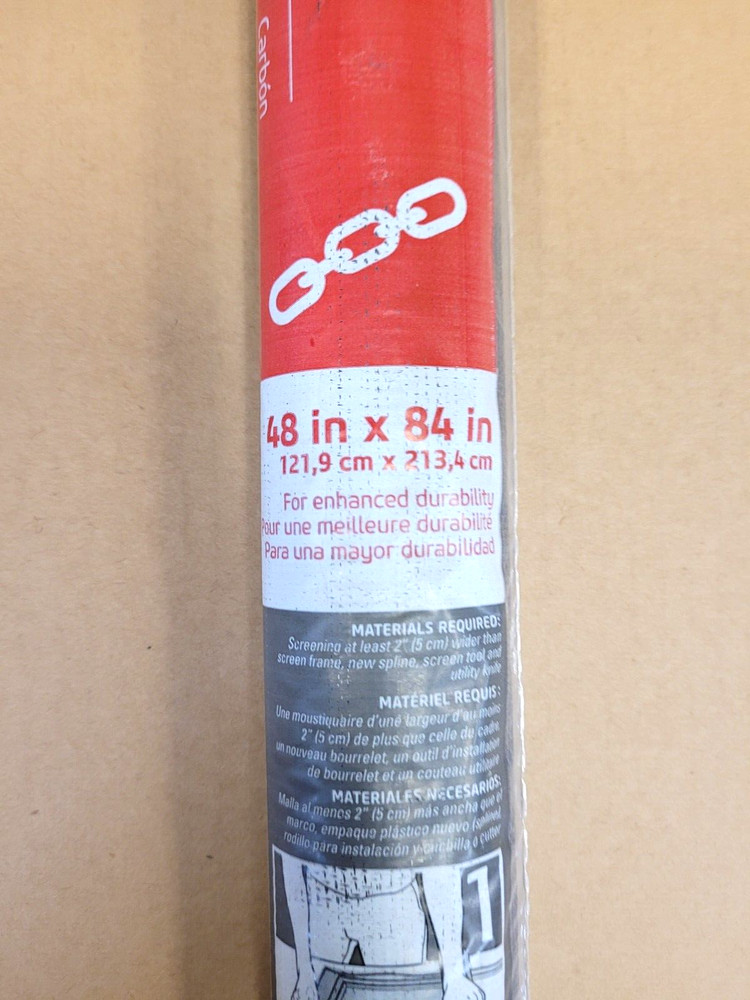 Carbón
48 in x 84 in
121,9 cm x 213,4 cm
For enhanced durability
Pour une meilleure durabilité
Para una mayor durabilidad
MATERIALS REQUIRED:
Screening at least 2" (5 cm) wider than
screen frame, new spline, screen tool and
utility knife
MATÉRIEL REQUIS:
Une moustiquaire d'une largeur d'au moins
2" (5 cm) de plus que celle du cadre,
un nouveau bourrelet, un outil d'installation
de bourrelet et un couteau utilitaire
MATERIALES NECESARIOS:
Malla al menos 2" (5 cm) más ancha que el
marco, empaque plástico nuevo (spline),
rodillo para instalación y cuchilla o cutter
1